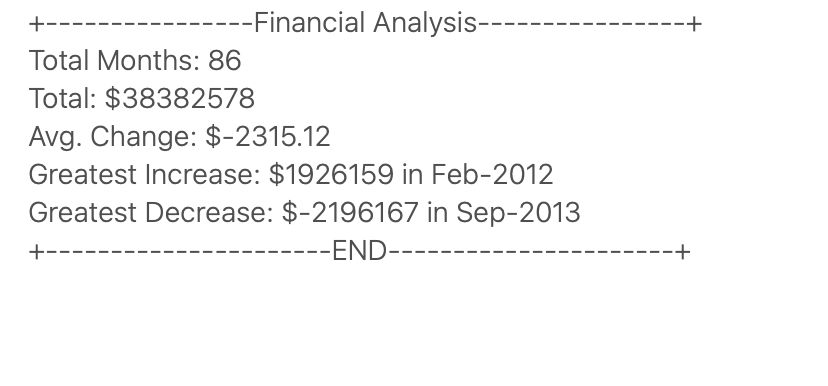 +----------------Financial Analysis----------------+
Total Months: 86
Total: $38382578
Avg. Change: $-2315.12
Greatest Increase: $1926159 in Feb-2012
Greatest Decrease: $-2196167 in Sep-2013
+----------------------END----------------------+